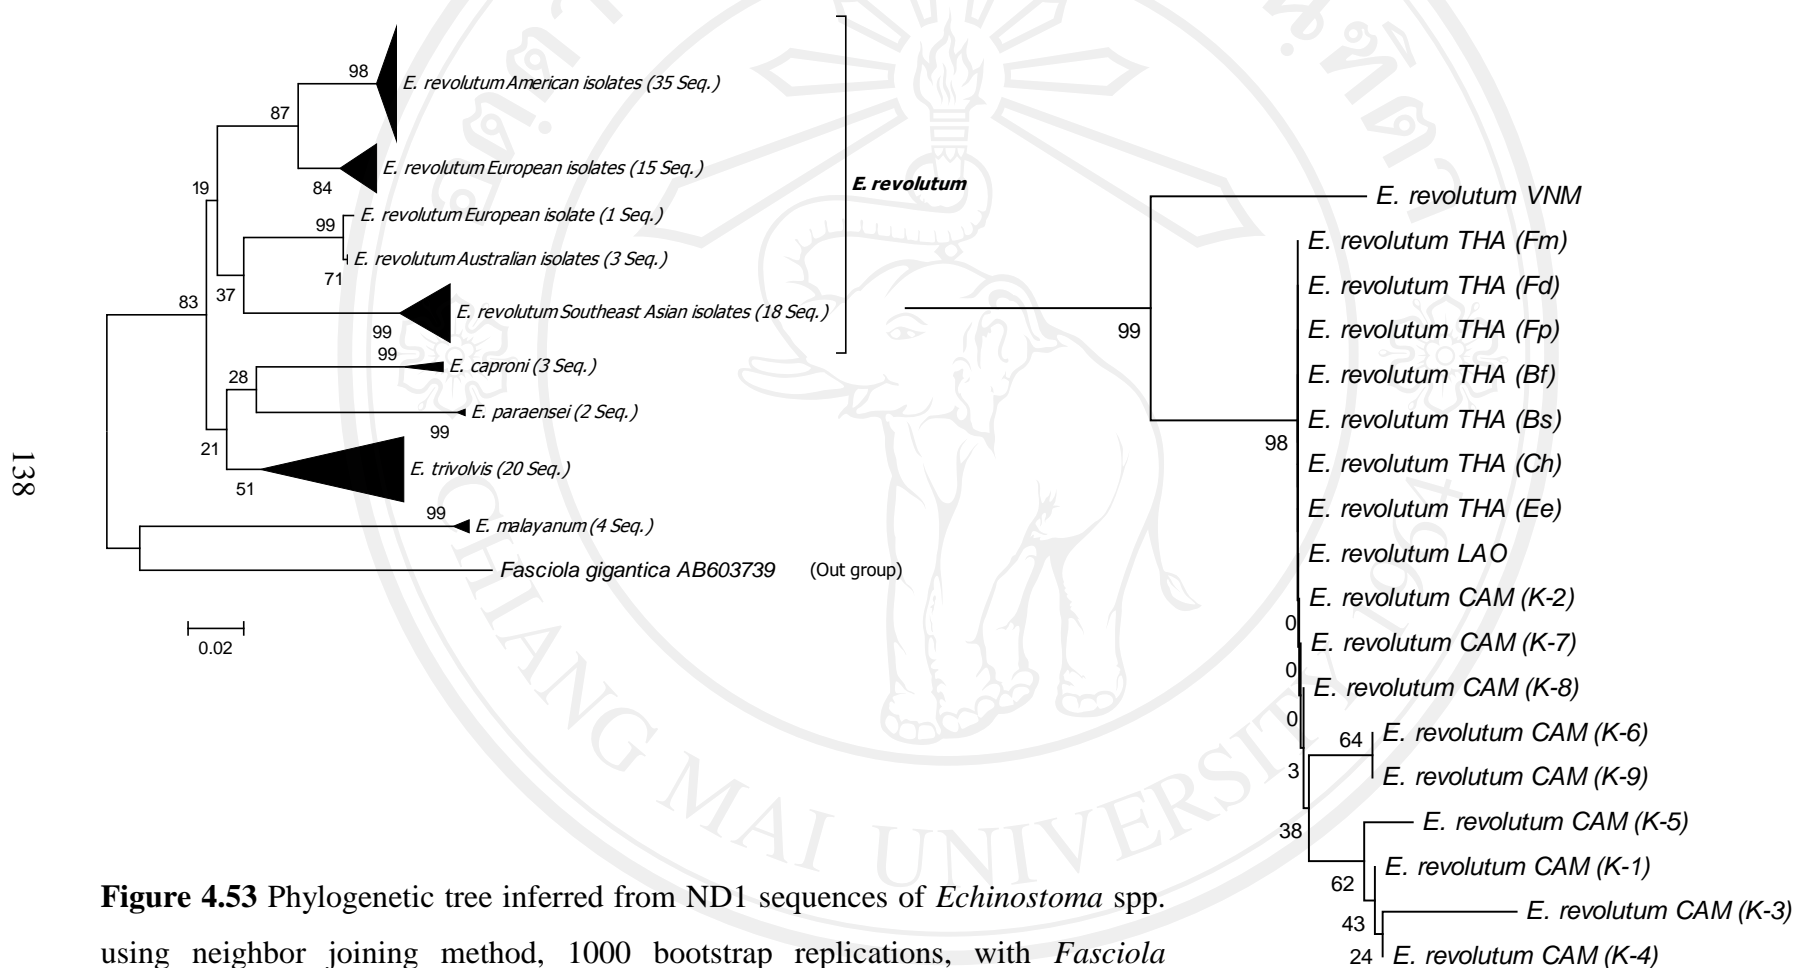 98
E. revolutum American isolates (35 Seq.)
87
E. revolutum European isolates (15 Seq.)
84
19
E. revolutum European isolate (1 Seq.)
99
E. revolutum Australian isolates (3 Seq.)
71
37
83
E. revolutum Southeast Asian isolates (18 Seq.)
99
E. revolutum
99
E. caproni (3 Seq.)
28
E. paraensei (2 Seq.)
99
21
E. trivolvis (20 Seq.)
51
99
E. malayanum (4 Seq.)
Fasciola gigantica AB603739 (Out group)
0.02
138
E. revolutum VNM
E. revolutum THA (Fm)
E. revolutum THA (Fd)
E. revolutum THA (Fp)
99
E. revolutum THA (Bf)
E. revolutum THA (Bs)
98
E. revolutum THA (Ch)
E. revolutum THA (Ee)
E. revolutum LAO
E. revolutum CAM (K-2)
0
E. revolutum CAM (K-7)
0
E. revolutum CAM (K-8)
0
E. revolutum CAM (K-6)
64
E. revolutum CAM (K-9)
3
E. revolutum CAM (K-5)
38
E. revolutum CAM (K-1)
62
E. revolutum CAM (K-3)
43
E. revolutum CAM (K-4)
24
Figure 4.53 Phylogenetic tree inferred from ND1 sequences of Echinostoma spp.
using neighbor joining method, 1000 bootstrap replications, with Fasciola
CHIANG MAI UNIVERSITY 1964